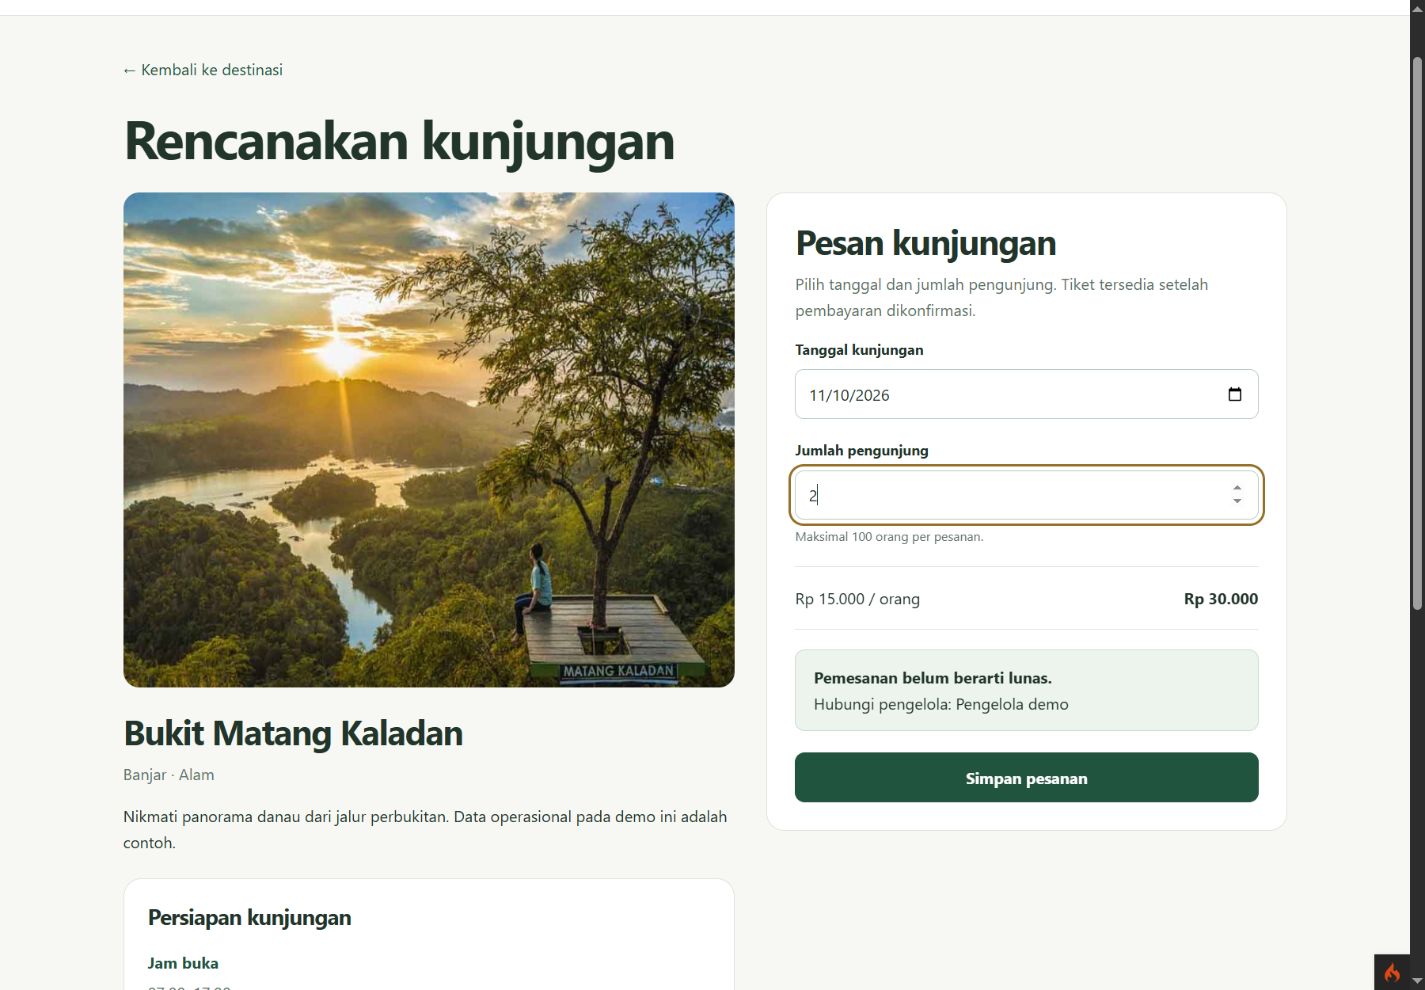 ← Kembali ke destinasi
Rencanakan kunjungan
MATANG KALADAN
Bukit Matang Kaladan
Banjar · Alam
Nikmati panorama danau dari jalur perbukitan. Data operasional pada demo ini adalah
contoh.
Persiapan kunjungan
Jam buka
Pesan kunjungan
Pilih tanggal dan jumlah pengunjung. Tiket tersedia setelah
pembayaran dikonfirmasi.
Tanggal kunjungan
11/10/2026
Jumlah pengunjung
2
Maksimal 100 orang per pesanan.
Rp 15.000 / orang
Rp 30.000
Pemesanan belum berarti lunas.
Hubungi pengelola: Pengelola demo
Simpan pesanan